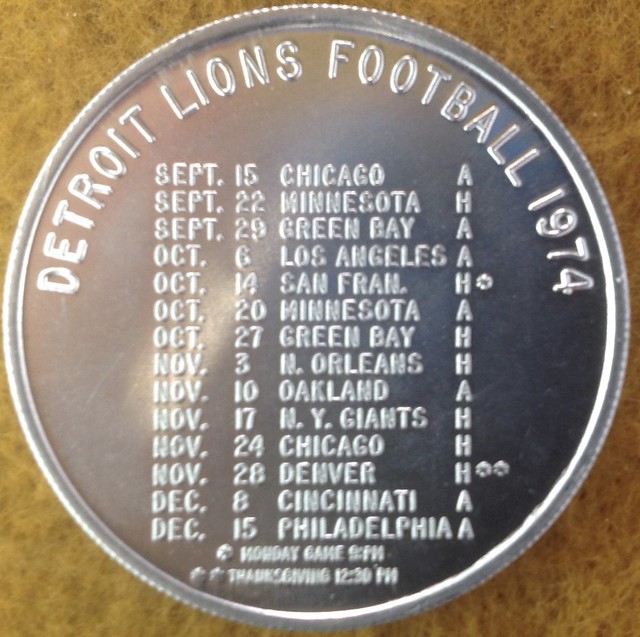 DETROIT LIONS FOOTBALL 1974
SEPT. 15 CHICAGO A
SEPT. 22 MINNESOTA H
SEPT. 29 GREEN BAY A
OCT. 6 LOS ANGELES A
OCT. 14 SAN FRAN. H*
OCT. 20 MINNESOTA A
OCT. 27 GREEN BAY H
NOV. 3 N. ORLEANS H
NOV. 10 OAKLAND A
NOV. 17 N.Y. GIANTS H
NOV. 24 CHICAGO H
NOV. 28 DENVER H**
DEC. 8 CINCINNATI A
DEC. 15 PHILADELPHIA A
* MONDAY GAME 9:PM
** THANKSGIVING 12:30 PM